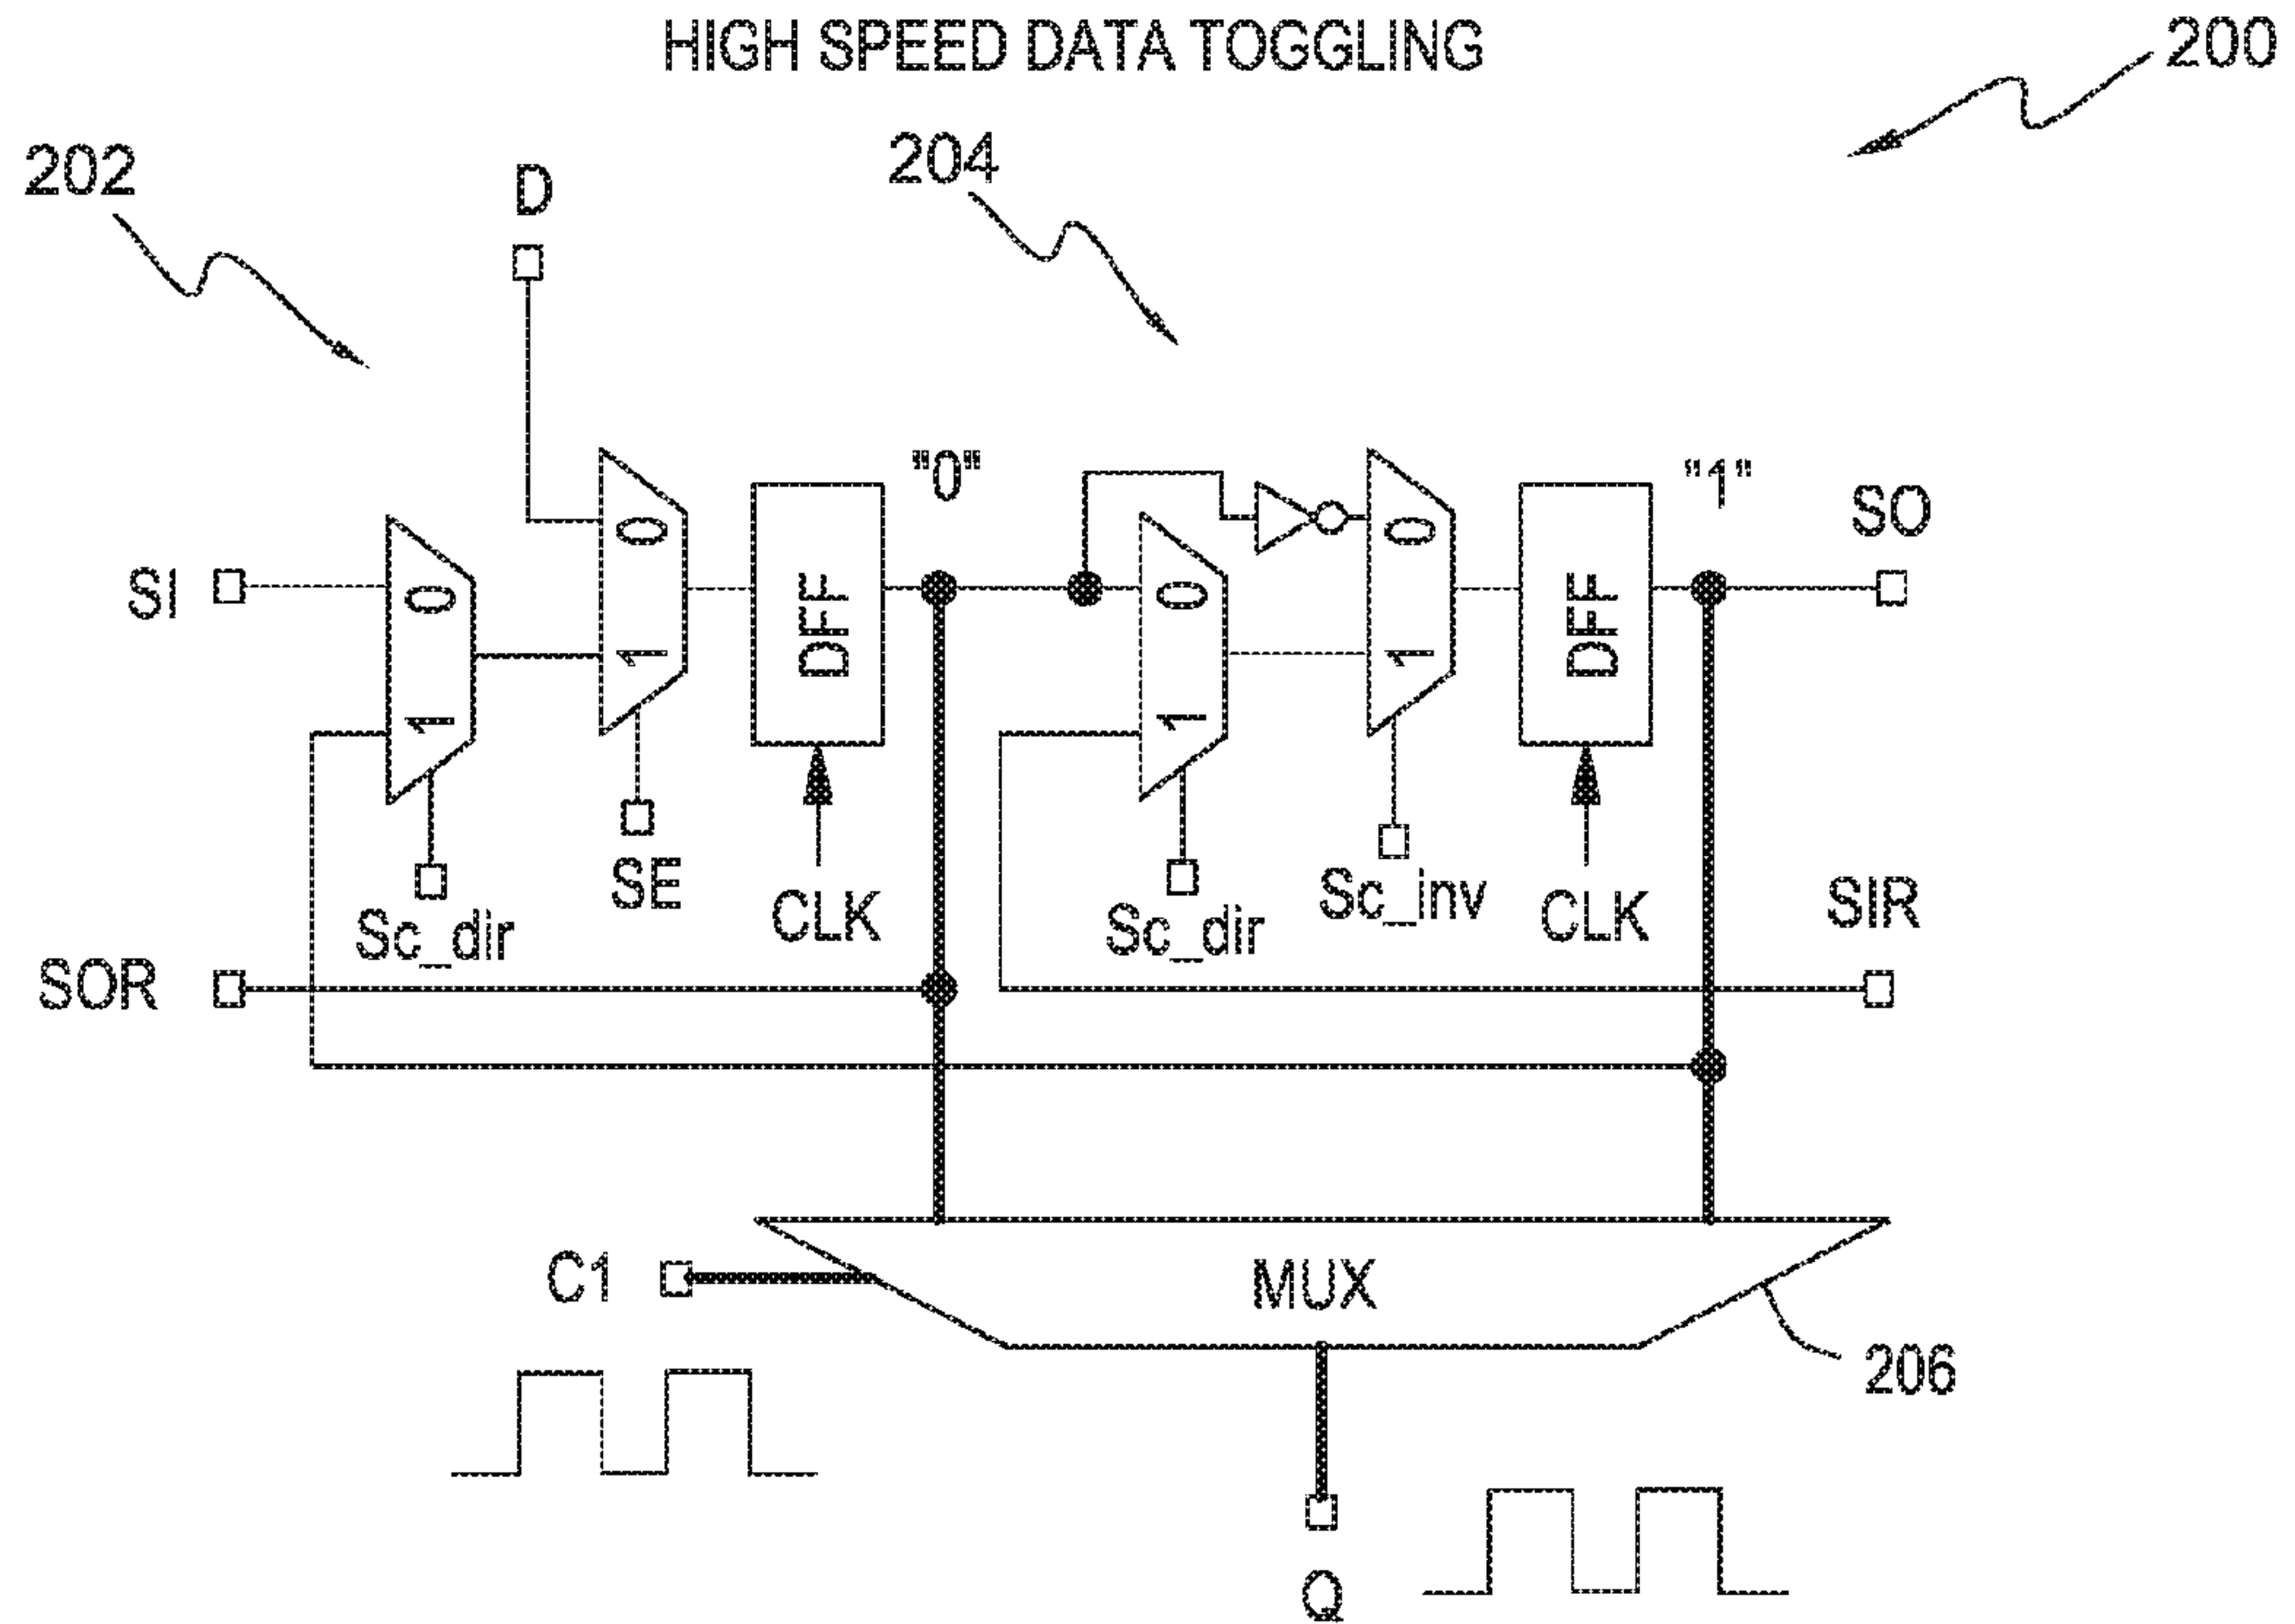 HIGH SPEED DATA TOGGLING
200
202
D
204
"0"
"1"
SO
SI
0
1
0
1
DFF
0
1
0
1
DFF
SE
Sc_dir
CLK
Sc_dir
Sc_inv
CLK
SIR
SOR
C1
MUX
206
Q